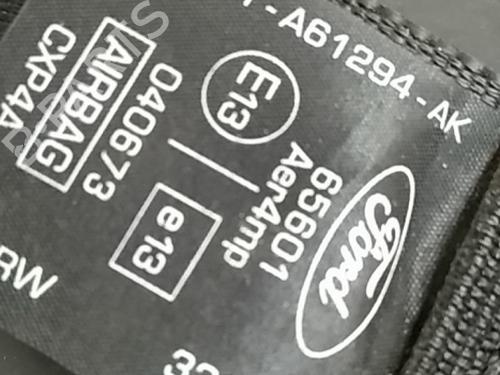 -A61294-AK
Ford
65601
Aer4mp
E13
e13
040673
AIRBAG
CXP4A
RW